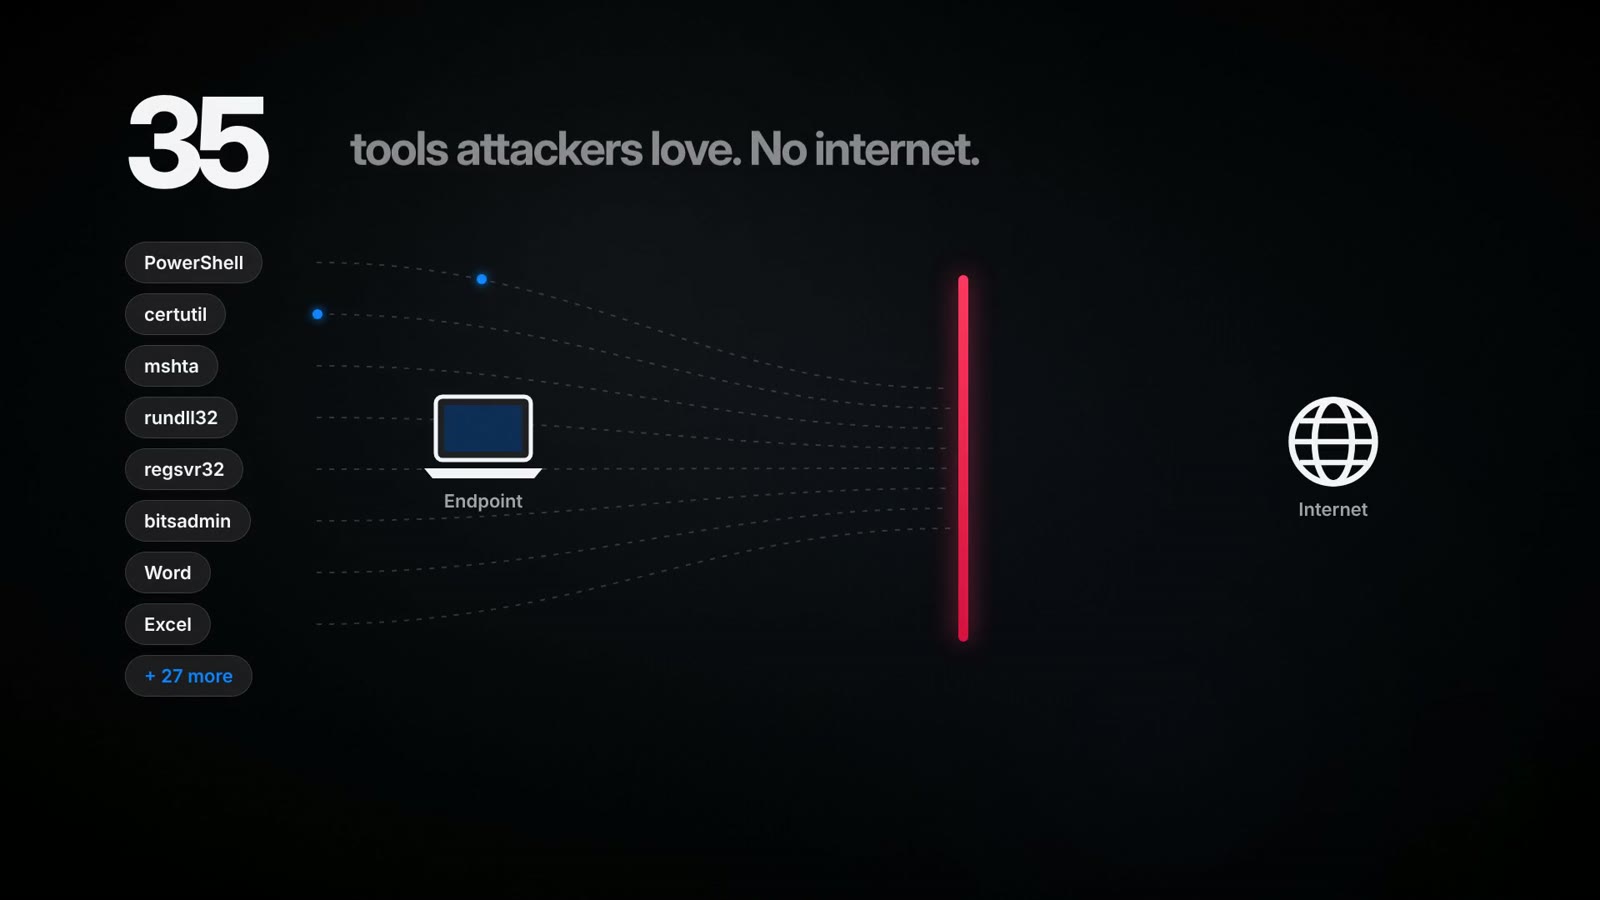 35
tools attackers love. No internet.
PowerShell
certutil
mshta
rundll32
regsvr32
bitsadmin
Word
Excel
+ 27 more
Endpoint
Internet